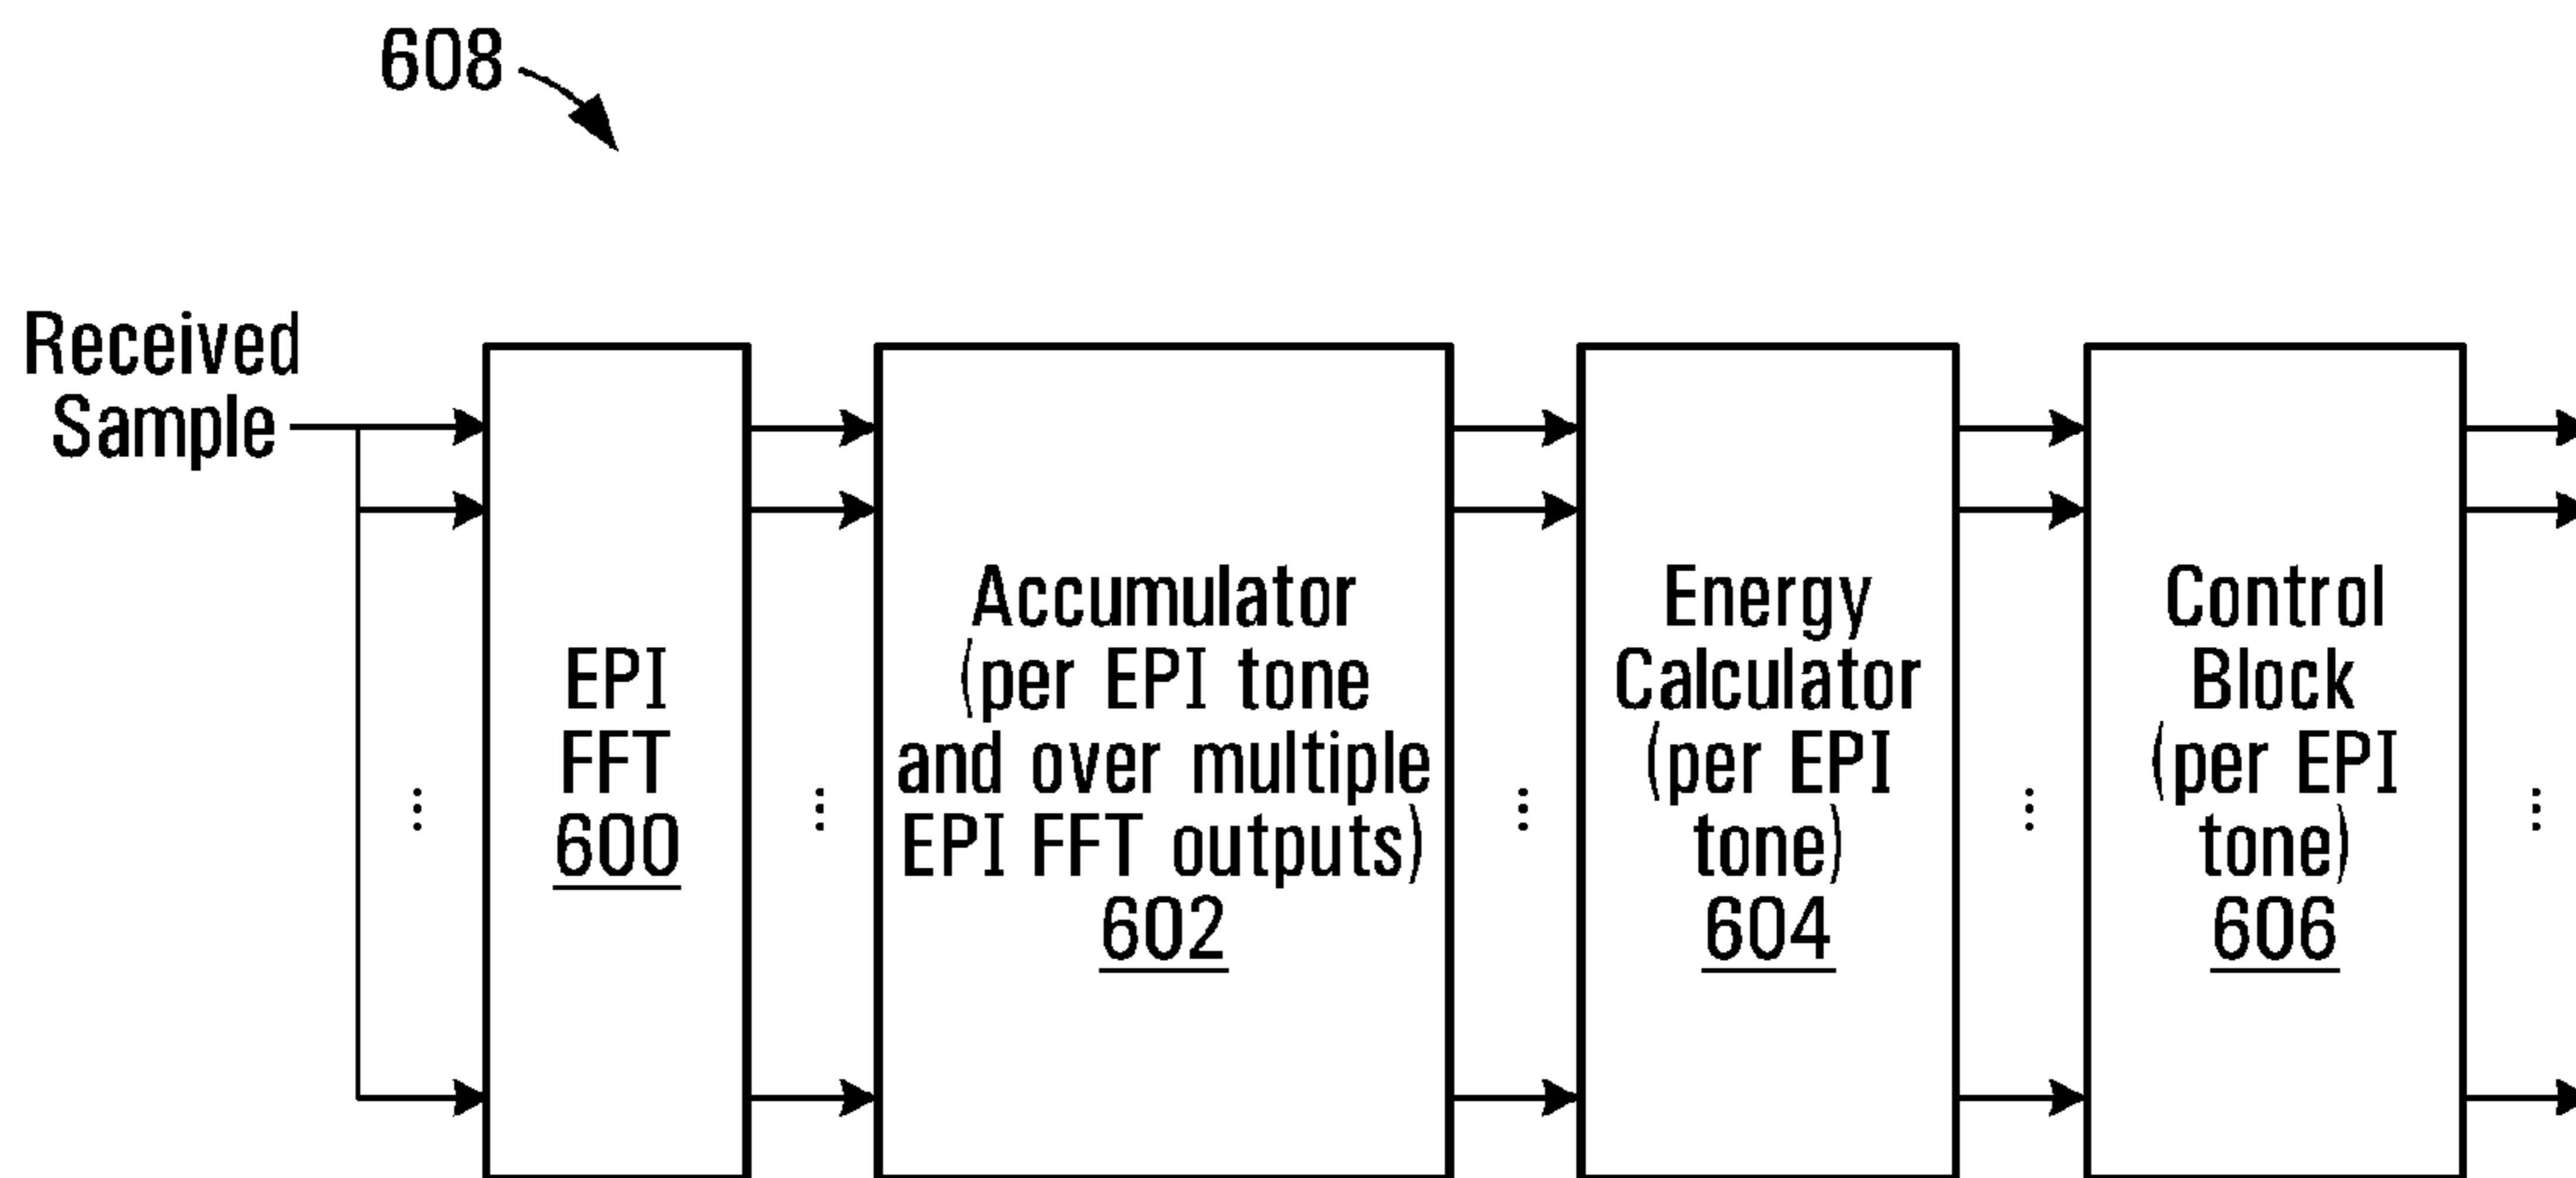 608
Received
Sample
EPI
FFT
600
Accumulator
(per EPI tone
and over multiple
EPI FFT outputs)
602
Energy
Calculator
(per EPI
tone)
604
Control
Block
(per EPI
tone)
606